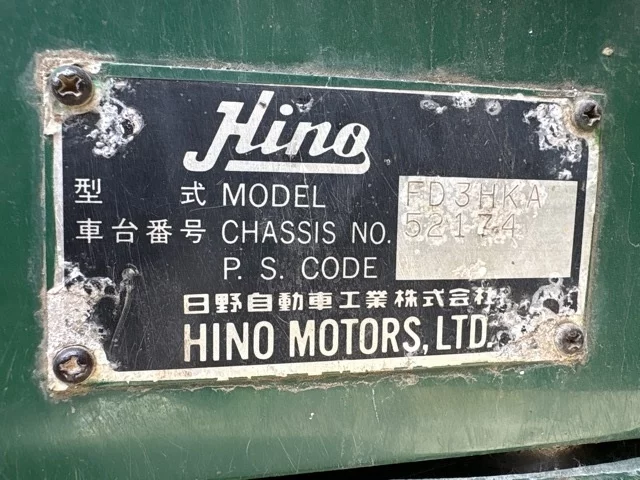 Hino
型 式 MODEL FD3HKA
車台番号 CHASSIS NO. 52174
P. S. CODE
日野自動車工業株式会社
HINO MOTORS, LTD.